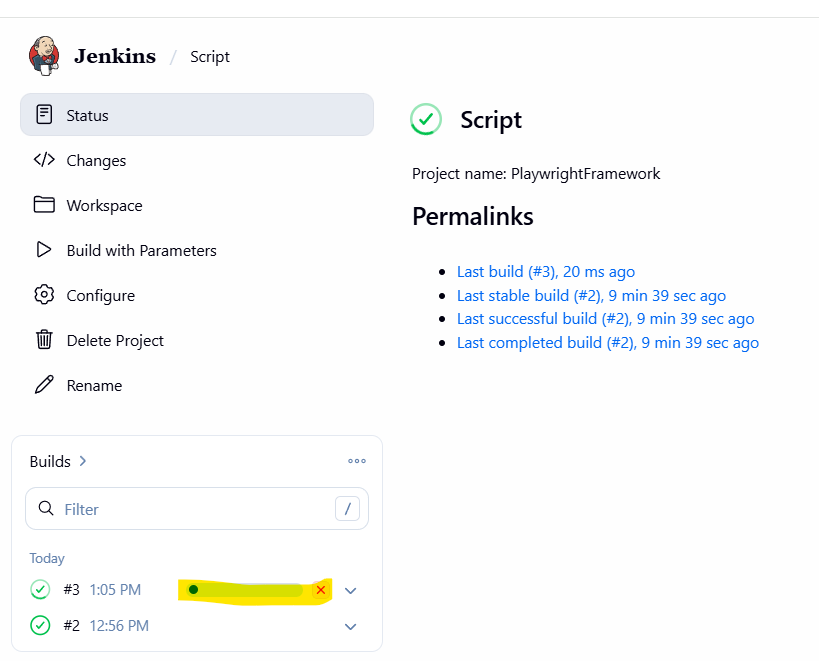 Jenkins / Script
Status
Changes
Workspace
Build with Parameters
Configure
Delete Project
Rename
Script
Project name: PlaywrightFramework
Permalinks
Last build (#3), 20 ms ago
Last stable build (#2), 9 min 39 sec ago
Last successful build (#2), 9 min 39 sec ago
Last completed build (#2), 9 min 39 sec ago
Builds
Filter /
Today
#3 1:05 PM
#2 12:56 PM